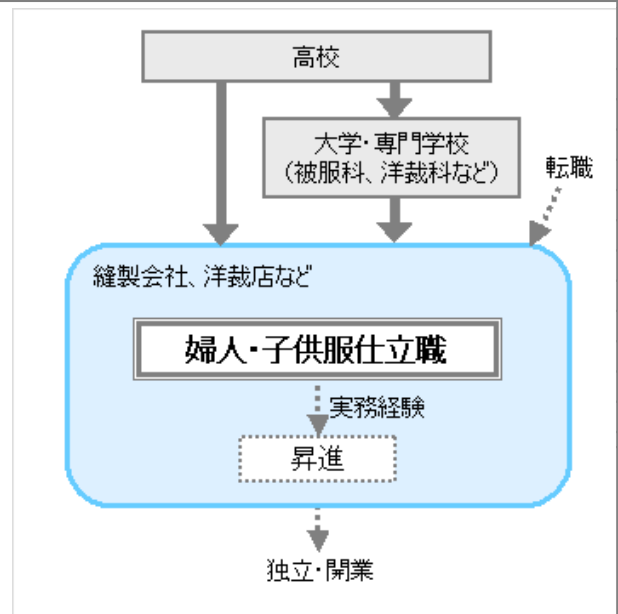 高校
大学・専門学校
（被服科、洋裁科など）
転職
縫製会社、洋裁店など
婦人・子供服仕立職
実務経験
昇進
独立・開業